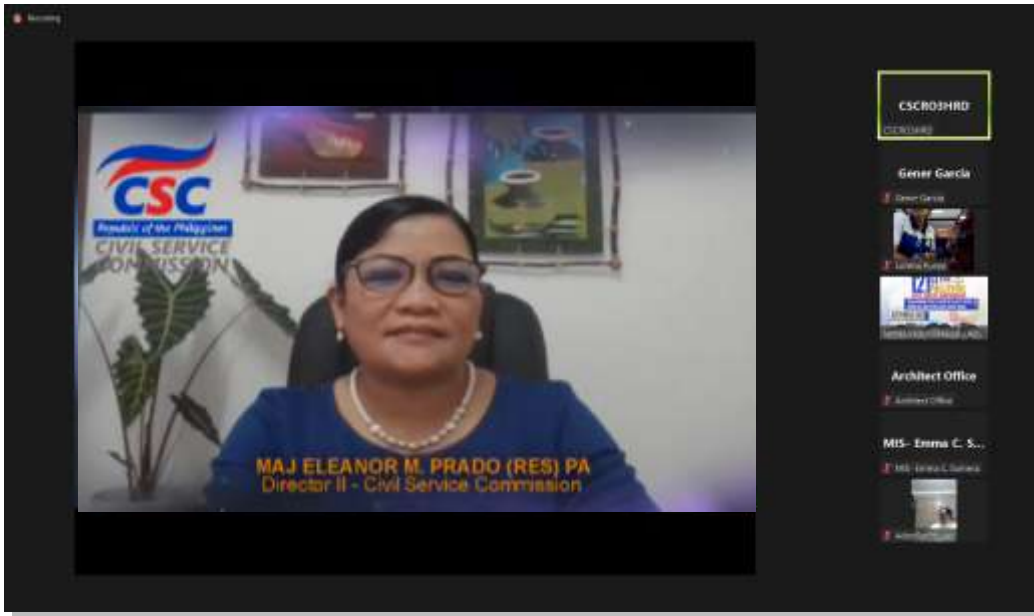 Recording
CSC
Republic of the Philippines
CIVIL SERVICE
COMMISSION
MAJ ELEANOR M. PRADO (RES) PA
Director II - Civil Service Commission
CSCRO3HRD
CSCRO3HRD
Gener Garcia
Gener Garcia
Architect Office
Architect Office
MIS- Emma C. S...